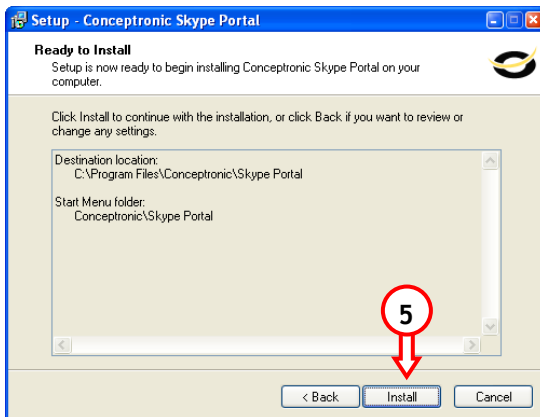 Setup - Conceptronic Skype Portal
Ready to Install
Setup is now ready to begin installing Conceptronic Skype Portal on your
computer.
Click Install to continue with the installation, or click Back if you want to review or
change any settings.
Destination location:
C:\Program Files\Conceptronic\Skype Portal
Start Menu folder:
Conceptronic\Skype Portal
5
< Back Install Cancel